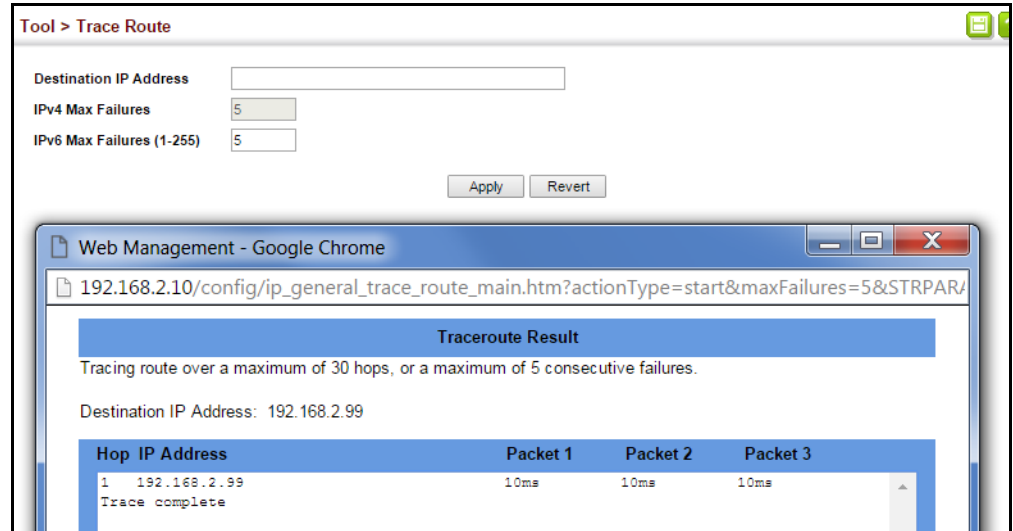 Tool > Trace Route
Destination IP Address
IPv4 Max Failures 5
IPv6 Max Failures (1-255) 5
Apply Revert
Web Management - Google Chrome
192.168.2.10/config/ip_general_trace_route_main.htm?actionType=start&maxFailures=5&STRPARA
Traceroute Result
Tracing route over a maximum of 30 hops, or a maximum of 5 consecutive failures.
Destination IP Address: 192.168.2.99
Hop IP Address Packet 1 Packet 2 Packet 3
1 192.168.2.99 10ms 10ms 10ms
Trace complete